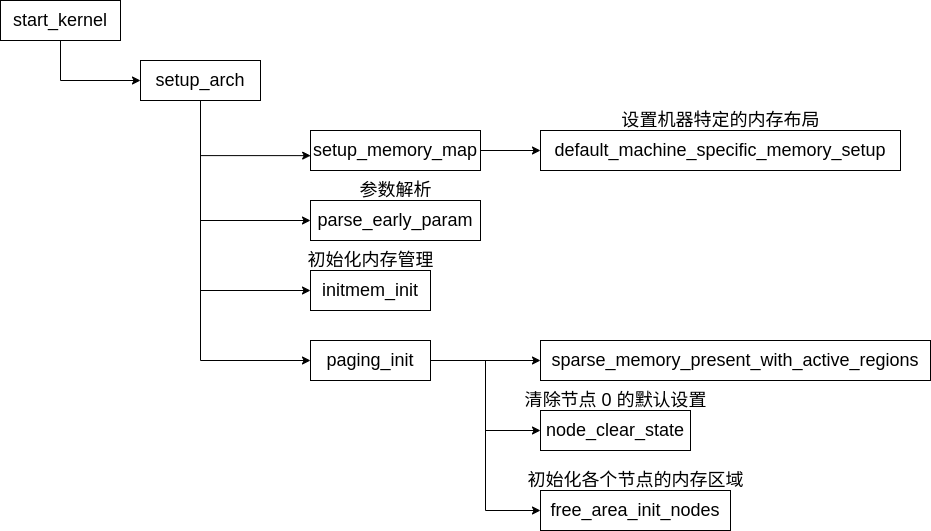 start_kernel
setup_arch
设置机器特定的内存布局
setup_memory_map
default_machine_specific_memory_setup
参数解析
parse_early_param
初始化内存管理
initmem_init
paging_init
sparse_memory_present_with_active_regions
清除节点 0 的默认设置
node_clear_state
初始化各个节点的内存区域
free_area_init_nodes